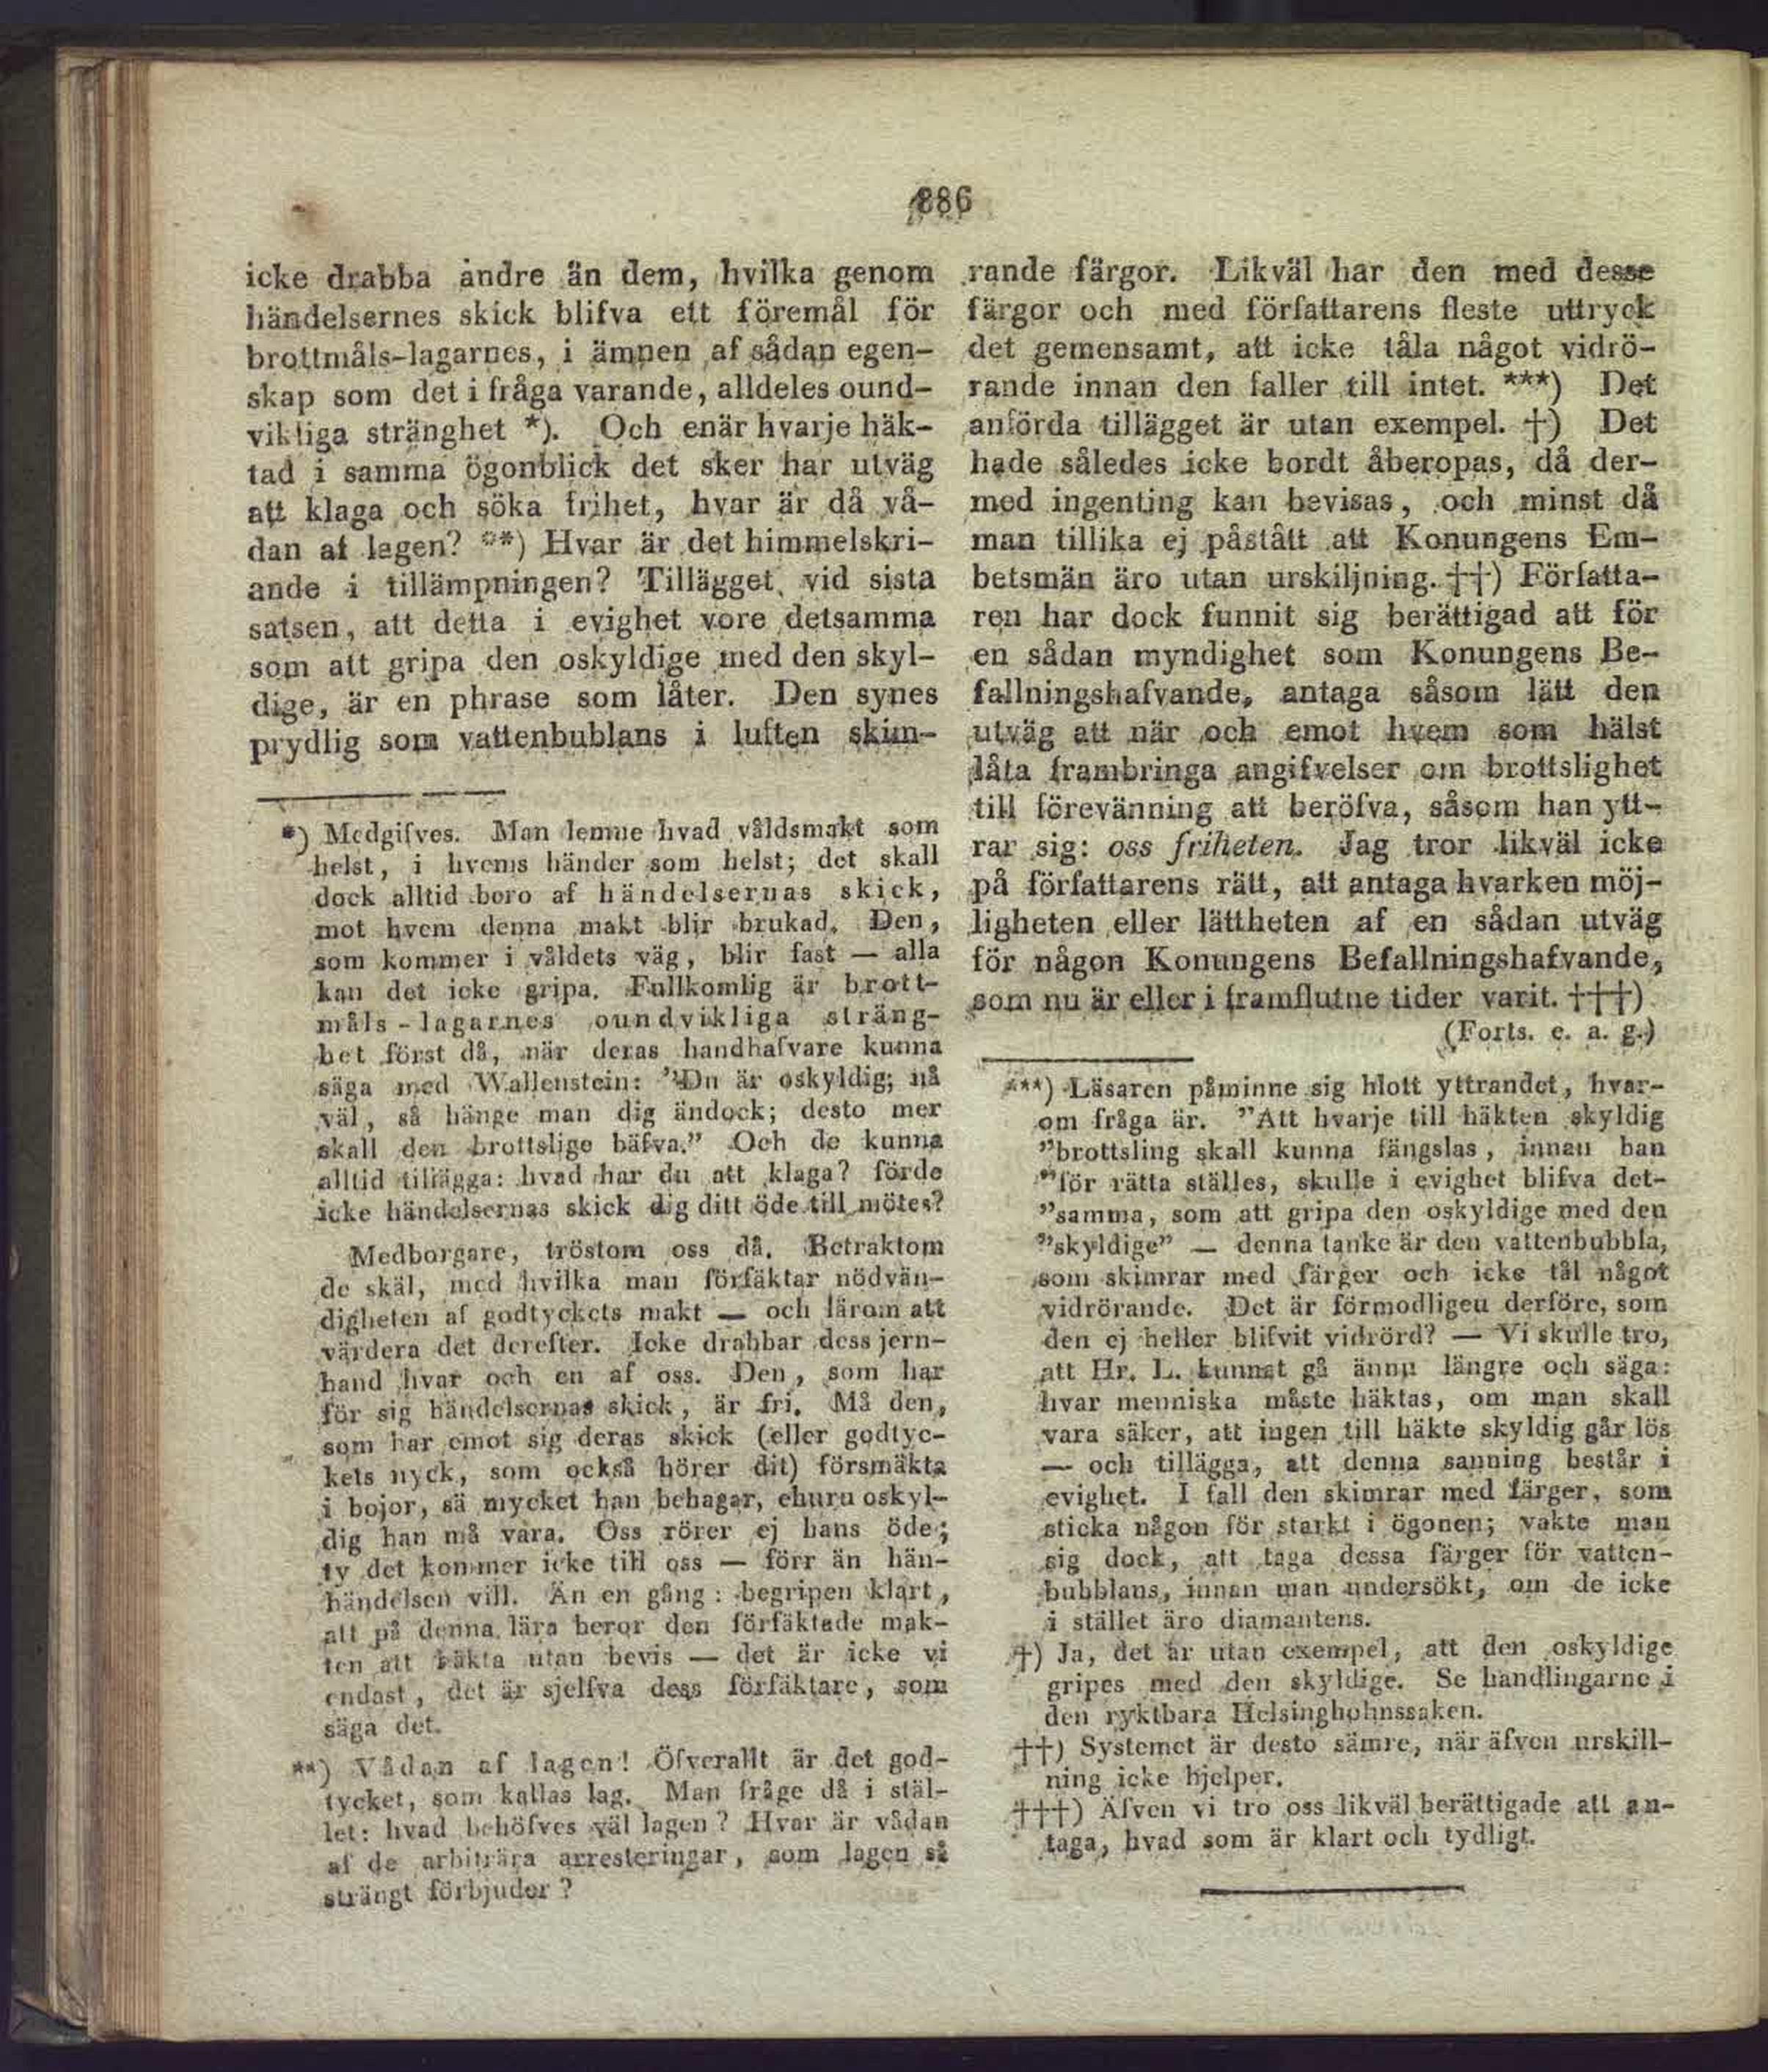 886
icke drabba andre än dem, hvilka genom
händelsernes skick blifva ett föremål för
brottmåls-lagarnes, i ämnen af sådan egen-
skap som det i fråga varande, alldeles ound-
vikliga stränghet *). Och enär hvarje häk-
tad i samma ögonblick det sker har utväg
att klaga och söka frihet, hvar är då vå-
dan af lagen? **) Hvar är det himmelskri-
ande i tillämpningen? Tillägget, vid sista
satsen, att detta i evighet vore detsamma
som att gripa den oskyldige med den skyl-
dige, är en phrase som låter. Den synes
prydlig som vattenbublans i luften skim-
*) Medgifves. Man lemne hvad våldsmakt som
helst, i hvems händer som helst; det skall
dock alltid bero af händelsernas skick,
mot hvem denna makt blir brukad. Den,
som kommer i våldets väg, blir fast — alla
kan det icke gripa. Fullkomlig är brott-
måls-lagarnes oundvikliga sträng-
het först då, när deras handhafvare kunna
säga med Wallenstein: "Du är oskyldig; nå
väl, så hänge man dig ändock; desto mer
skall den brottslige bäfva." Och de kunna
alltid tillägga: hvad har du att klaga? förde
icke händelsernas skick dig ditt öde till mötes?
Medborgare, tröstom oss då. Betraktom
de skäl, med hvilka man förfäktar nödvän-
digheten af godtyckets makt — och lärom att
värdera det derefter. Icke drabbar dess jern-
hand hvar och en af oss. Den, som har
för sig händelsernas skick, är fri. Må den,
som har emot sig deras skick (eller godtyc-
kets nyck, som också hörer dit) försmäkta
i bojor, så mycket han behagar, ehuru oskyl-
dig han må vara. Oss rörer ej hans öde;
ty det kommer icke till oss — förr än hän-
händelsen vill. Än en gång: begripen klart,
att på denna lära beror den förfäktade mak-
ten att häkta utan bevis — det är icke vi
endast, det är sjelfva dess förfäktare, som
säga det.
**) Vådan af lagen! Öfverallt är det god-
tycket, som kallas lag. Man fråge då i stäl-
let: hvad behöfves väl lagen? Hvar är vådan
af de arbiträra arresteringar, som lagen så
strängt förbjuder?
rande färgor. Likväl har den med desse
färgor och med författarens fleste uttryck
det gemensamt, att icke tåla något vidrö-
rande innan den faller till intet. ***) Det
anförda tillägget är utan exempel. †) Det
hade således icke bordt åberopas, då der-
med ingenting kan bevisas, och minst då
man tillika ej påstått att Konungens Em-
betsmän äro utan urskiljning. ††) Författa-
ren har dock funnit sig berättigad att för
en sådan myndighet som Konungens Be-
fallningshafvande, antaga såsom lätt den
utväg att när och emot hvem som hälst
låta frambringa angifvelser om brottslighet
till förevänning att beröfva, såsom han ytt-
rar sig: oss friheten. Jag tror likväl icke
på författarens rätt, att antaga hvarken möj-
ligheten eller lättheten af en sådan utväg
för någon Konungens Befallningshafvande,
som nu är eller i framflutne tider varit. †††)
(Forts. e. a. g.)
***) Läsaren påminne sig blott yttrandet, hvar-
om fråga är. "Att hvarje till häkten skyldig
"brottsling skall kunna fängslas, innan han
"för rätta ställes, skulle i evighet blifva det-
"samma, som att gripa den oskyldige med den
"skyldige" — denna tanke är den vattenbubbla,
som skimrar med färger och icke tål något
vidrörande. Det är förmodligen derföre, som
den ej heller blifvit vidrörd? — Vi skulle tro,
att Hr. L. kunnat gå ännu längre och säga:
hvar menniska måste häktas, om man skall
vara säker, att ingen till häkte skyldig går lös
— och tillägga, att denna sanning består i
evighet. I fall den skimrar med färger, som
sticka någon för starkt i ögonen; vakte man
sig dock, att taga dessa färger för vatten-
bubblans, innan man undersökt, om de icke
i stället äro diamantens.
†) Ja, det är utan exempel, att den oskyldige
gripes med den skyldige. Se handlingarne i
den ryktbara Helsinghohnssaken.
††) Systemet är desto sämre, när äfven urskill-
ning icke hjelper.
†††) Äfven vi tro oss likväl berättigade att an-
taga, hvad som är klart och tydligt.